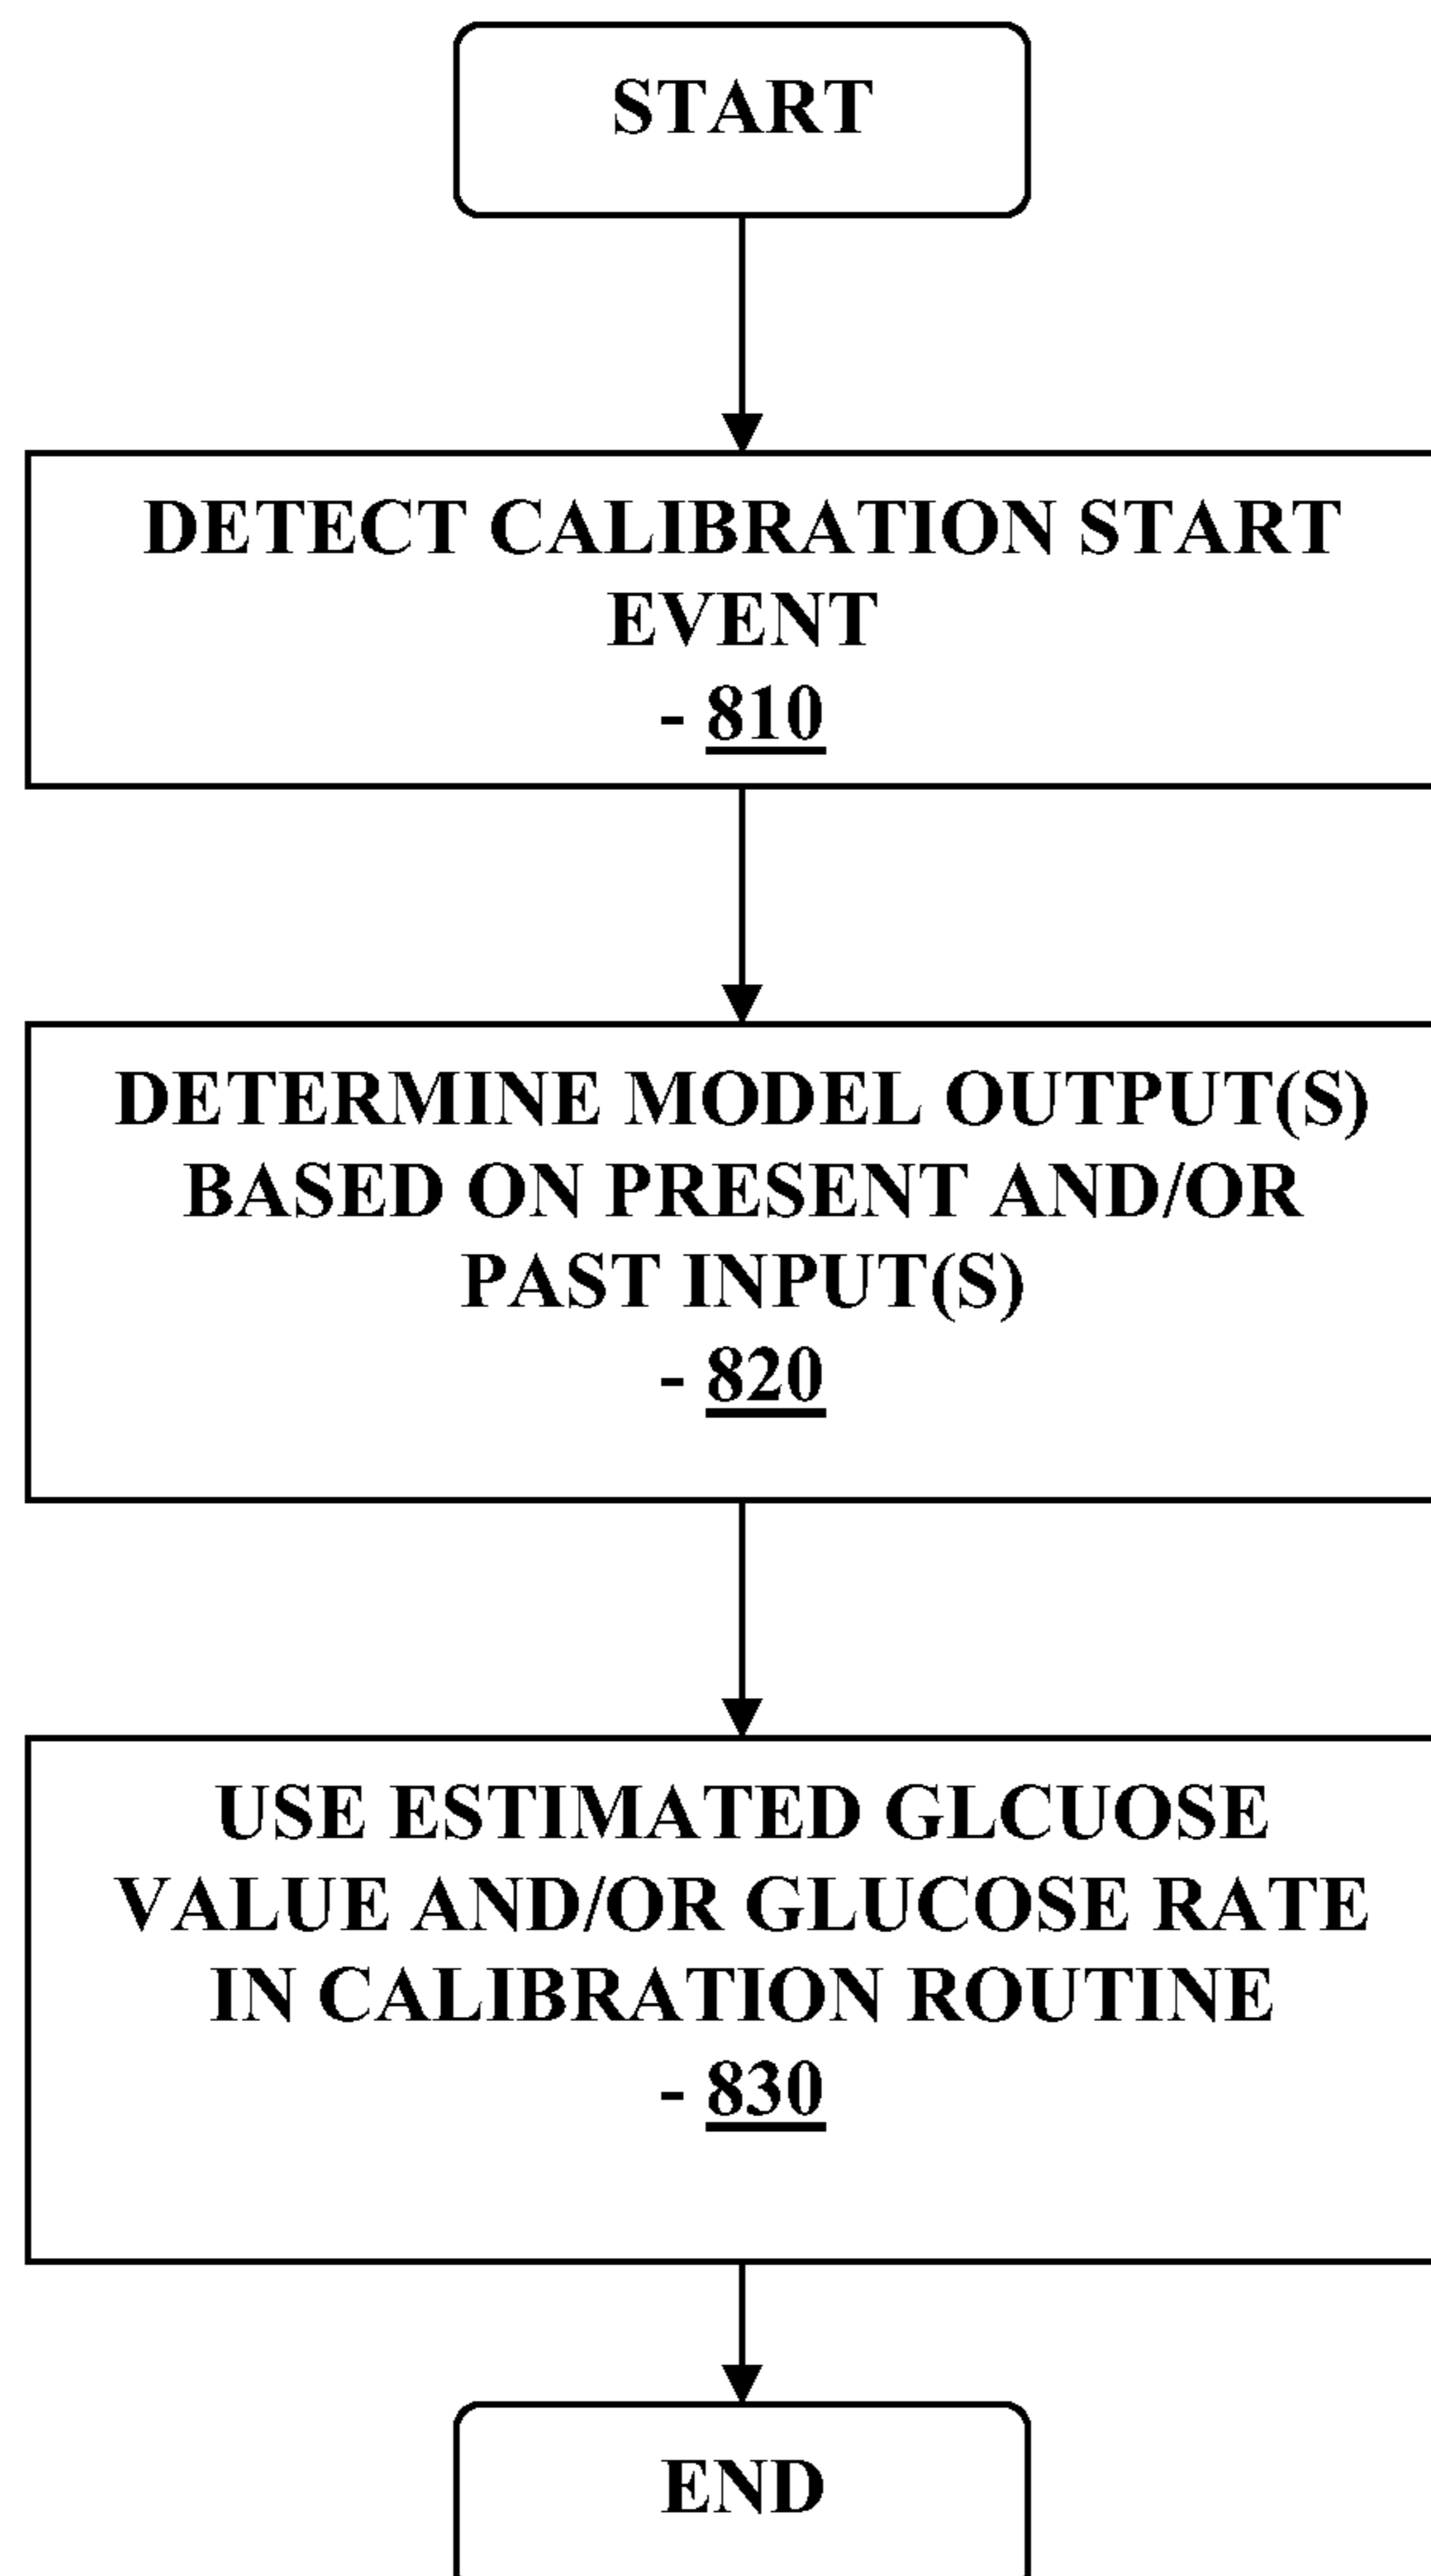 START
DETECT CALIBRATION START
EVENT
- 810
DETERMINE MODEL OUTPUT(S)
BASED ON PRESENT AND/OR
PAST INPUT(S)
- 820
USE ESTIMATED GLCUOSE
VALUE AND/OR GLUCOSE RATE
IN CALIBRATION ROUTINE
- 830
END